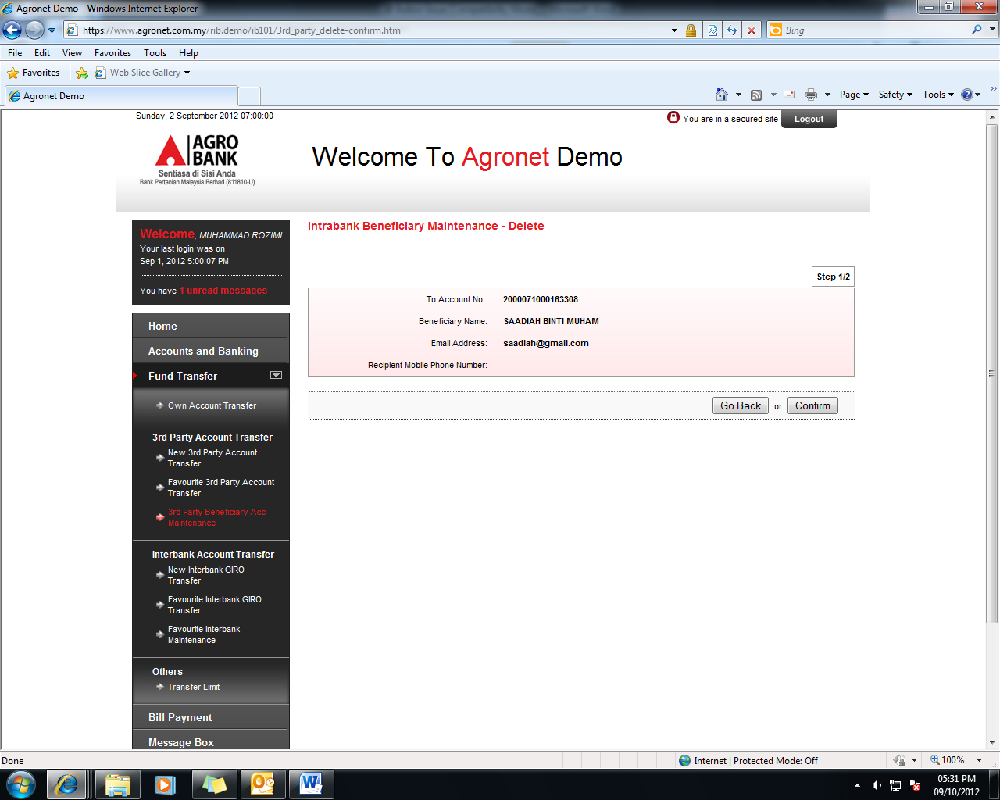 Agronet Demo - Windows Internet Explorer
https://www.agronet.com.my/rib.demo/ib101/3rd_party_delete-confirm.htm
Bing
File Edit View Favorites Tools Help
Favorites Web Slice Gallery
Agronet Demo
Page Safety Tools
Sunday, 2 September 2012 07:00:00
You are in a secured site Logout
AGRO
BANK
Sentiasa di Sisi Anda
Bank Pertanian Malaysia Berhad (811810-U)
Welcome To Agronet Demo
Welcome, MUHAMMAD ROZIMI
Your last login was on
Sep 1, 2012 5:00:07 PM
You have 1 unread messages
Home
Accounts and Banking
Fund Transfer
Own Account Transfer
3rd Party Account Transfer
New 3rd Party Account
Transfer
Favourite 3rd Party Account
Transfer
3rd Party Beneficiary Acc
Maintenance
Interbank Account Transfer
New Interbank GIRO
Transfer
Favourite Interbank GIRO
Transfer
Favourite Interbank
Maintenance
Others
Transfer Limit
Bill Payment
Message Box
Intrabank Beneficiary Maintenance - Delete
Step 1/2
To Account No.: 2000071000163308
Beneficiary Name: SAADIAH BINTI MUHAM
Email Address: saadiah@gmail.com
Recipient Mobile Phone Number: -
Go Back or Confirm
Done
Internet | Protected Mode: Off
100%
05:31 PM
09/10/2012